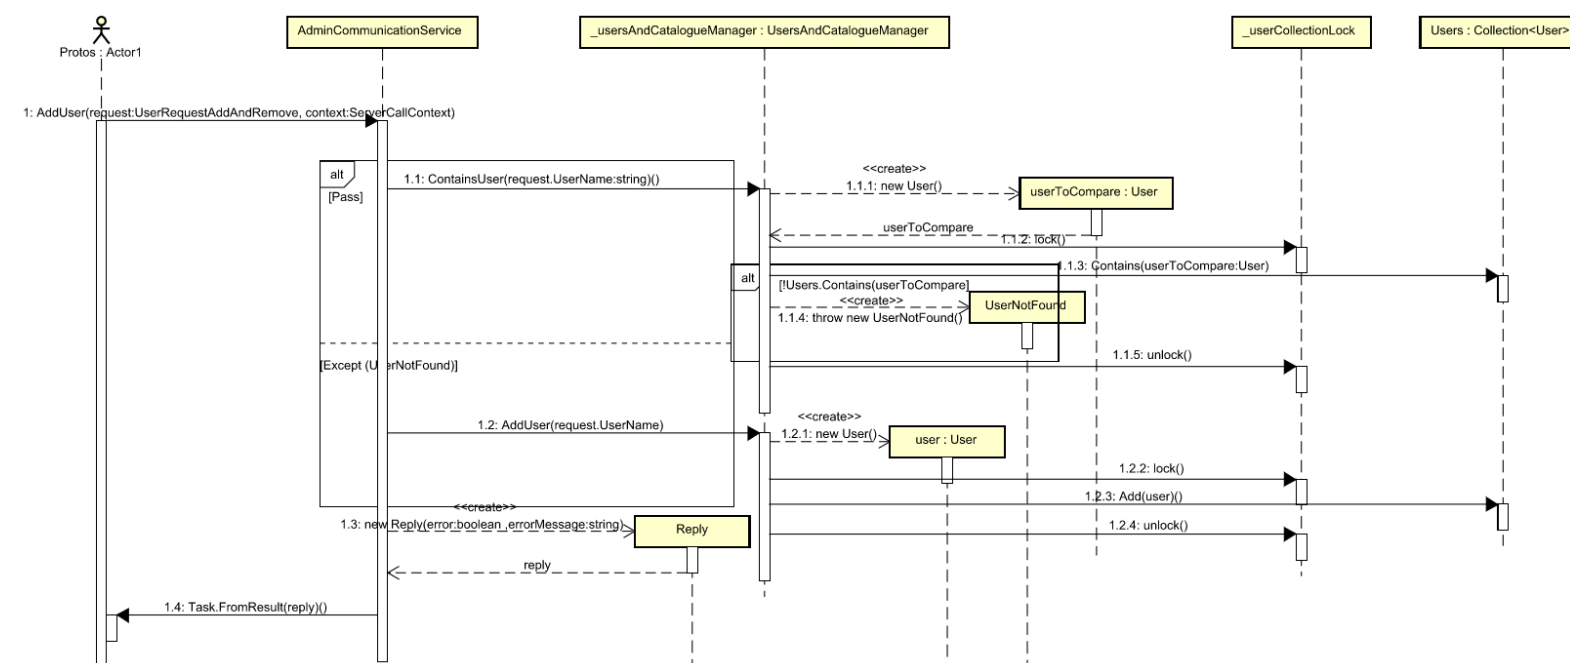 Protos : Actor1
AdminCommunicationService
_usersAndCatalogueManager : UsersAndCatalogueManager
_userCollectionLock
Users : Collection<User>
1: AddUser(request:UserRequestAddAndRemove, context:ServerCallContext)
alt
[Pass]
1.1: ContainsUser(request.UserName:string)()
<<create>>
1.1.1: new User()
userToCompare : User
userToCompare
1.1.2: lock()
1.1.3: Contains(userToCompare:User)
alt
[!Users.Contains(userToCompare]
<<create>>
1.1.4: throw new UserNotFound()
UserNotFound
1.1.5: unlock()
[Except (UserNotFound)]
1.2: AddUser(request.UserName)
<<create>>
1.2.1: new User()
user : User
1.2.2: lock()
1.2.3: Add(user)()
1.2.4: unlock()
<<create>>
1.3: new Reply(error:boolean ,errorMessage:string)
Reply
reply
1.4: Task.FromResult(reply)()